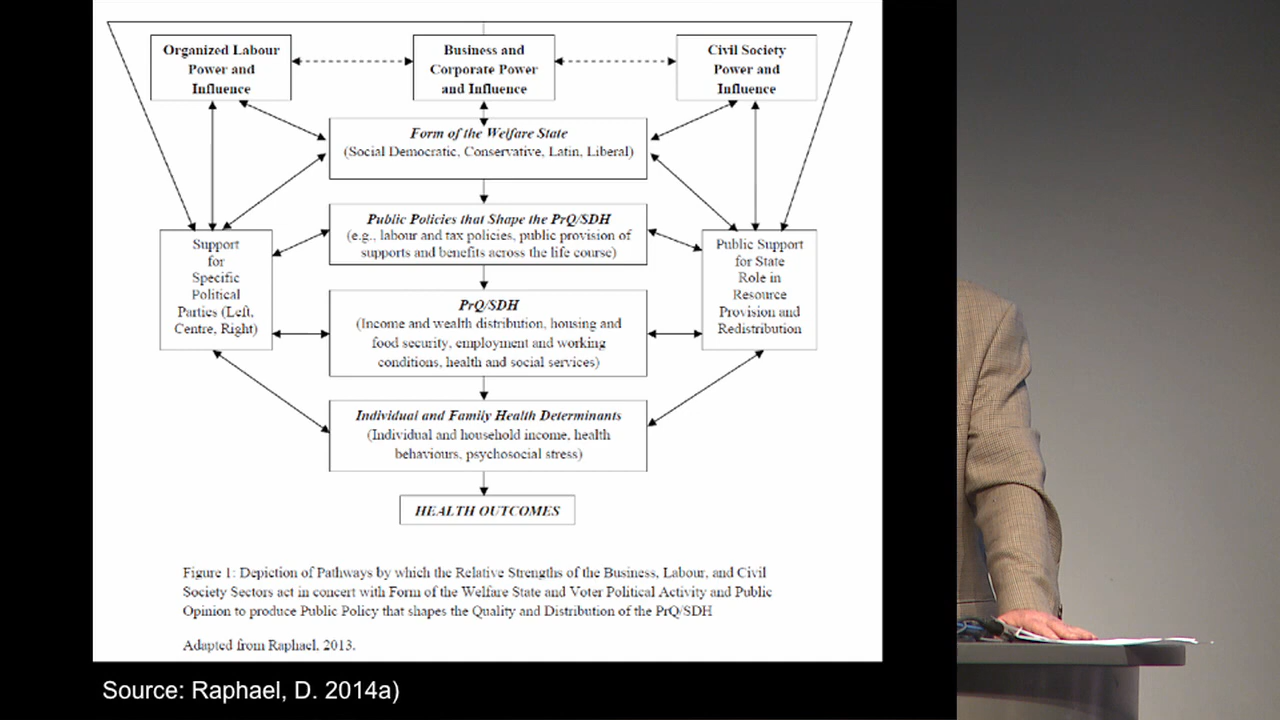 Organized Labour
Power and
Influence
Business and
Corporate Power
and Influence
Civil Society
Power and
Influence
Form of the Welfare State
(Social Democratic, Conservative, Latin, Liberal)
Public Policies that Shape the PrQ/SDH
(e.g., labour and tax policies, public provision of
supports and benefits across the life course)
Support
for
Specific
Political
Parties (Left,
Centre, Right)
Public Support
for State
Role in
Resource
Provision and
Redistribution
PrQ/SDH
(Income and wealth distribution, housing and
food security, employment and working
conditions, health and social services)
Individual and Family Health Determinants
(Individual and household income, health
behaviours, psychosocial stress)
HEALTH OUTCOMES
Figure 1: Depiction of Pathways by which the Relative Strengths of the Business, Labour, and Civil
Society Sectors act in concert with Form of the Welfare State and Voter Political Activity and Public
Opinion to produce Public Policy that shapes the Quality and Distribution of the PrQ/SDH
Adapted from Raphael, 2013.
Source: Raphael, D. 2014a)